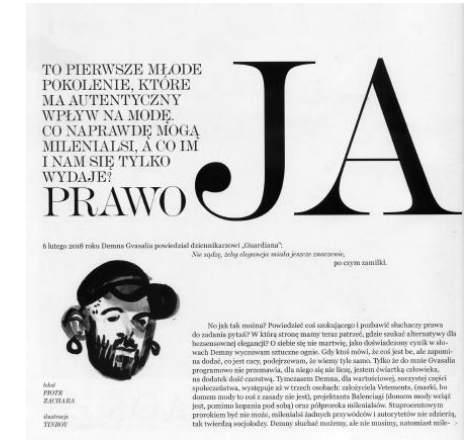 TO PIERWSZE MŁODE
POKOLENIE, KTÓRE
MA AUTENTYCZNY
WPŁYW NA MODĘ.
CO NAPRAWDĘ MOGĄ
MILENIALSI, A CO IM
I NAM SIĘ TYLKO
WYDAJE?
PRAWO JA
6 lutego 2018 roku Demna Gvasalia powiedział dziennikarzowi „Guardiana”:
Nie sądzę, żeby elegancja miała jeszcze znaczenie,
po czym zamilkł.
No jak tak można? Powiedzieć coś szokującego i pozbawić słuchaczy prawa
do zadania pytań? W którą stronę mamy teraz patrzeć, gdzie szukać alternatywy dla
bezsensownej elegancji? O siebie się nie martwię, jako doświadczony cynik w sło-
wach Demny wyczuwam sztuczne ognie. Gdy ktoś mówi, że coś jest be, ale zapomi-
na dodać, co jest cacy, podejrzewam, że wiemy tyle samo. Tylko że do mnie Gvasalia
programowo nie przemawia, dla niego się nie liczę, jestem ćwiartką człowieka,
na dodatek dość czerstwą. Tymczasem Demna, dla wartościowej, soczystej części
społeczeństwa, występuje aż w trzech osobach: założyciela Vetements, (marki, bo
domem mody to coś z zasady nie jest), projektanta Balenciagi (domem mody wciąż
jest, pomimo kopania pod sobą) oraz półproroka milenialsów. Stuprocentowym
prorokiem być nie może, milenialsi żadnych przywódców i autorytetów nie zdzierżą,
tak twierdzą socjolodzy. Demny słuchać możemy, ale nie musimy, natomiast mile-
tekst
PIOTR
ZACHARA
ilustracje
TYNBOY